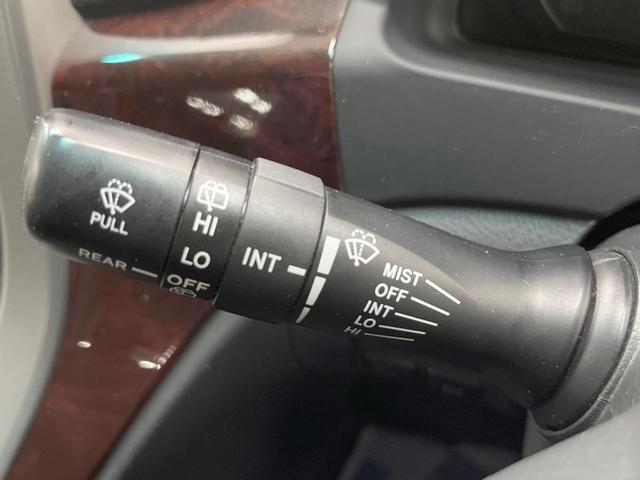 PULL
REAR
HI
LO
OFF
INT
MIST
OFF
INT
LO
HI